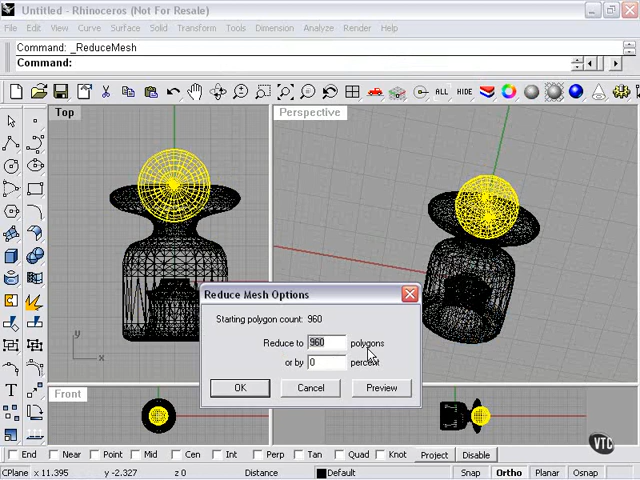 Untitled - Rhinoceros (Not For Resale)
File Edit View Curve Surface Solid Transform Tools Dimension Analyze Render Help
Command: _ReduceMesh
Command:
ALL HIDE
Top
Perspective
Reduce Mesh Options
Starting polygon count: 960
Reduce to 960 polygons
or by 0 percent
OK Cancel Preview
y
x
Front
VTC
End Near Point Mid Cen Int Perp Tan Quad Knot Project Disable
CPlane x 11.395 y -2.327 z 0 Distance Default Snap Ortho Planar Osnap